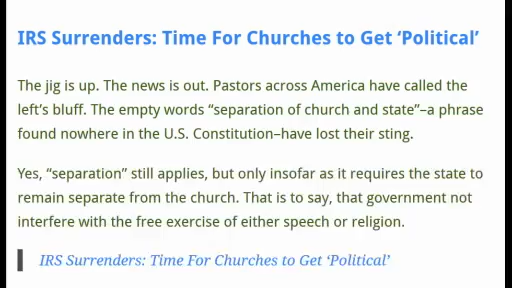 IRS Surrenders: Time For Churches to Get ‘Political’
The jig is up. The news is out. Pastors across America have called the
left’s bluff. The empty words “separation of church and state”–a phrase
found nowhere in the U.S. Constitution–have lost their sting.
Yes, “separation” still applies, but only insofar as it requires the state to
remain separate from the church. That is to say, that government not
interfere with the free exercise of either speech or religion.
IRS Surrenders: Time For Churches to Get ‘Political’